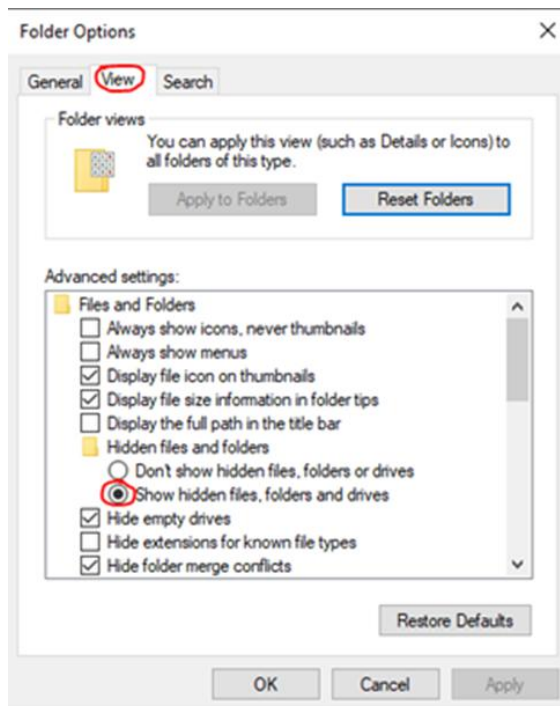 Folder Options
General View Search
Folder views
You can apply this view (such as Details or Icons) to
all folders of this type.
Apply to Folders Reset Folders
Advanced settings:
Files and Folders
Always show icons, never thumbnails
Always show menus
Display file icon on thumbnails
Display file size information in folder tips
Display the full path in the title bar
Hidden files and folders
Don't show hidden files, folders or drives
Show hidden files, folders and drives
Hide empty drives
Hide extensions for known file types
Hide folder merge conflicts
Restore Defaults
OK Cancel Apply